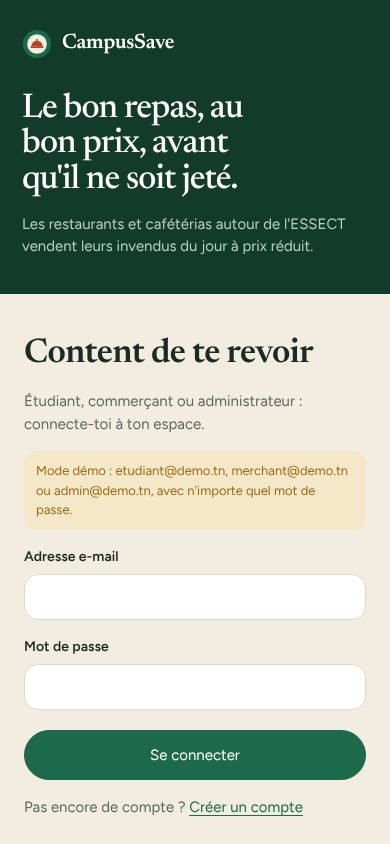 CampusSave
Le bon repas, au
bon prix, avant
qu'il ne soit jeté.
Les restaurants et cafétérias autour de l'ESSECT
vendent leurs invendus du jour à prix réduit.
Content de te revoir
Étudiant, commerçant ou administrateur :
connecte-toi à ton espace.
Mode démo : etudiant@demo.tn, merchant@demo.tn
ou admin@demo.tn, avec n'importe quel mot de
passe.
Adresse e-mail
Mot de passe
Se connecter
Pas encore de compte ? Créer un compte